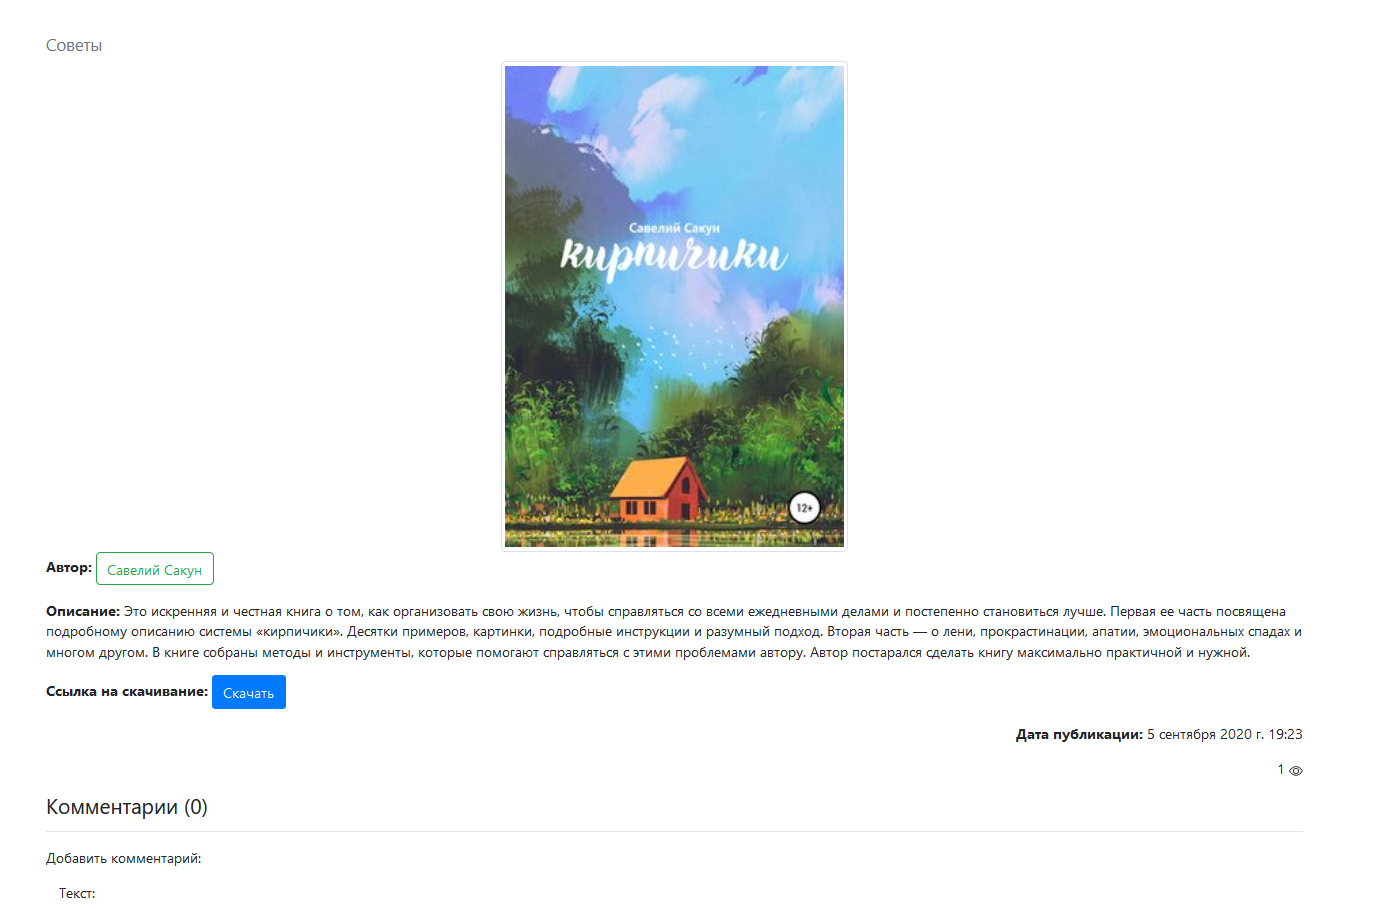 Советы
Савелий Сакун
кирпичики
12+
Автор: Савелий Сакун
Описание: Это искренняя и честная книга о том, как организовать свою жизнь, чтобы справляться со всеми ежедневными делами и постепенно становиться лучше. Первая ее часть посвящена
подробному описанию системы «кирпичики». Десятки примеров, картинки, подробные инструкции и разумный подход. Вторая часть — о лени, прокрастинации, апатии, эмоциональных спадах и
многом другом. В книге собраны методы и инструменты, которые помогают справляться с этими проблемами автору. Автор постарался сделать книгу максимально практичной и нужной.
Ссылка на скачивание: Скачать
Дата публикации: 5 сентября 2020 г. 19:23
1
Комментарии (0)
Добавить комментарий:
Текст: